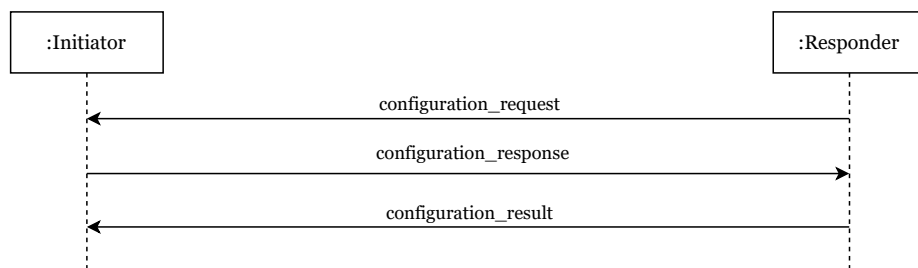 :Initiator
:Responder
configuration_request
configuration_response
configuration_result